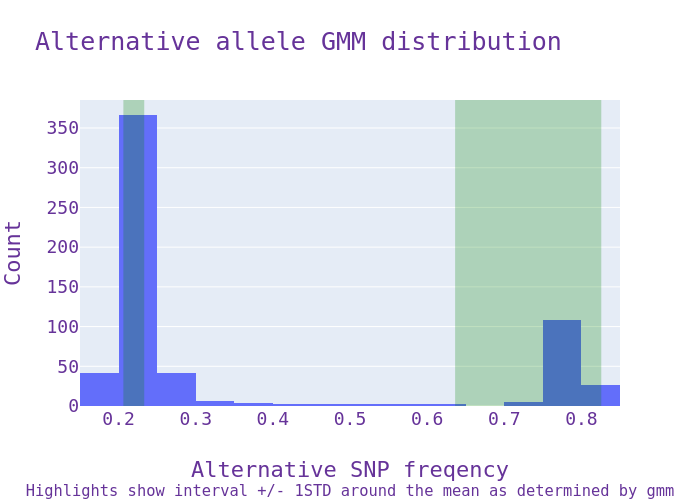 Alternative allele GMM distribution
350
300
250
200
150
100
50
0
Count
0.2 0.3 0.4 0.5 0.6 0.7 0.8
Alternative SNP freqency
Highlights show interval +/- 1STD around the mean as determined by gmm